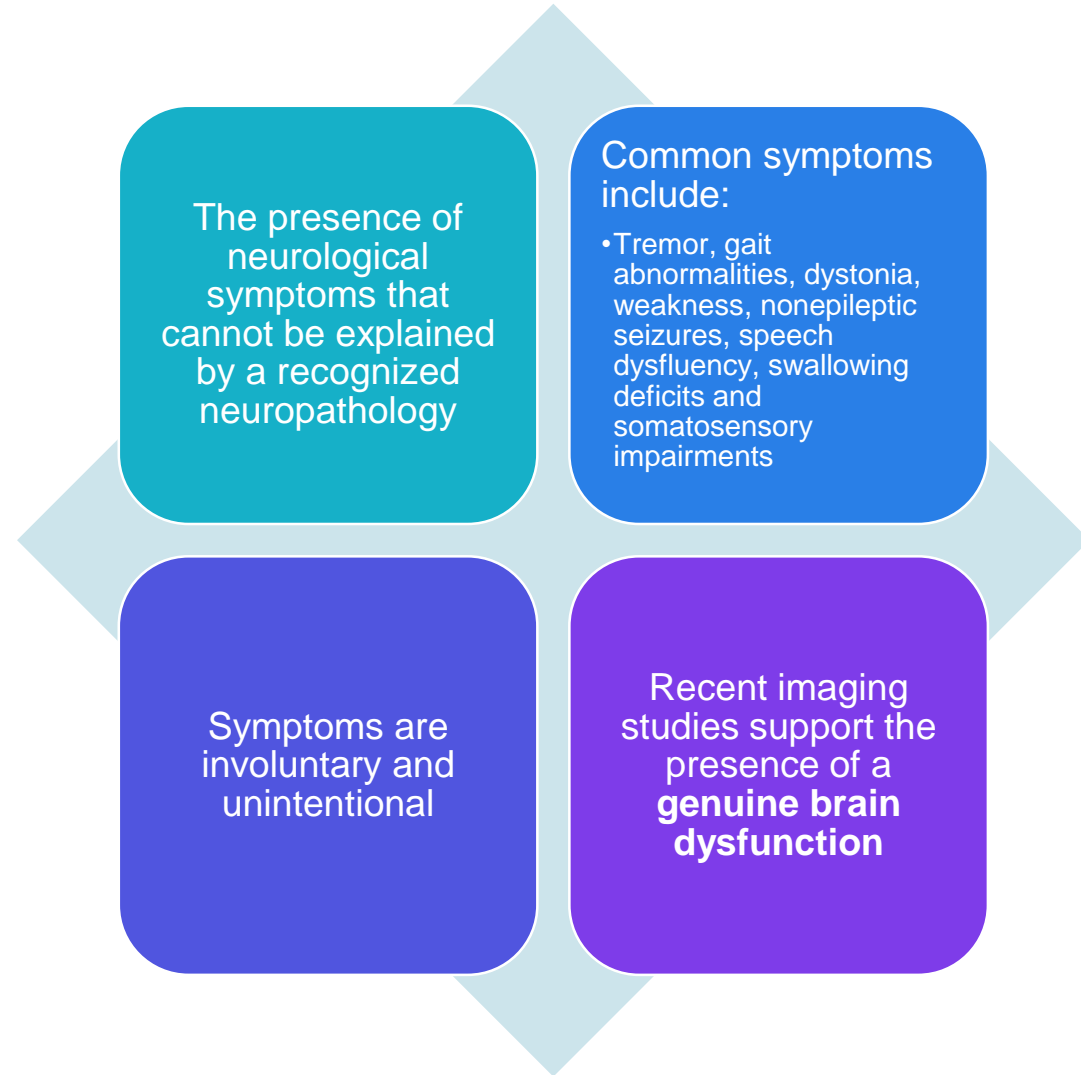 The presence of
neurological
symptoms that
cannot be explained
by a recognized
neuropathology
Common symptoms
include:
•Tremor, gait
abnormalities, dystonia,
weakness, nonepileptic
seizures, speech
dysfluency, swallowing
deficits and
somatosensory
impairments
Symptoms are
involuntary and
unintentional
Recent imaging
studies support the
presence of a
genuine brain
dysfunction